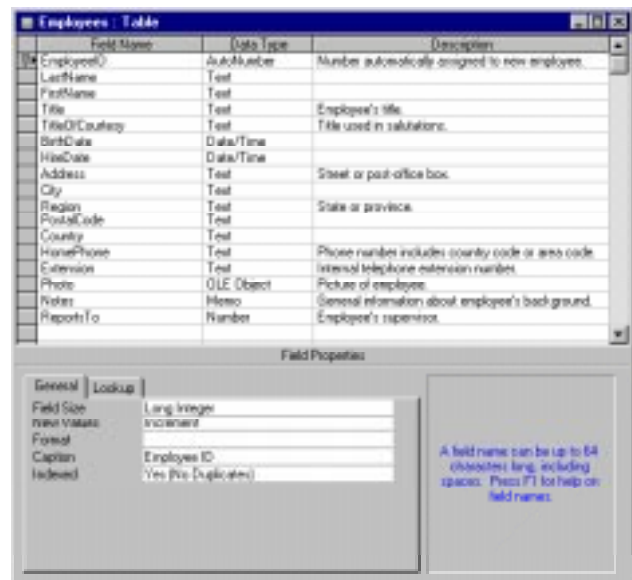 Employees : Table
Field Name Data Type Description
EmployeeID AutoNumber Number automatically assigned to new employee.
LastName Text
FirstName Text
Title Text Employee's title.
TitleOfCourtesy Text Title used in salutations.
BirthDate Date/Time
HireDate Date/Time
Address Text Street or post-office box.
City Text
Region Text State or province.
PostalCode Text
Country Text
HomePhone Text Phone number includes country code or area code.
Extension Text Internal telephone extension number.
Photo OLE Object Picture of employee.
Notes Memo General information about employee's background.
ReportsTo Number Employee's supervisor.
Field Properties
General Lookup
Field Size Long Integer
New Values Increment
Format
Caption Employee ID
Indexed Yes (No Duplicates)
A field name can be up to 64
characters long, including
spaces. Press F1 for help on
field names.